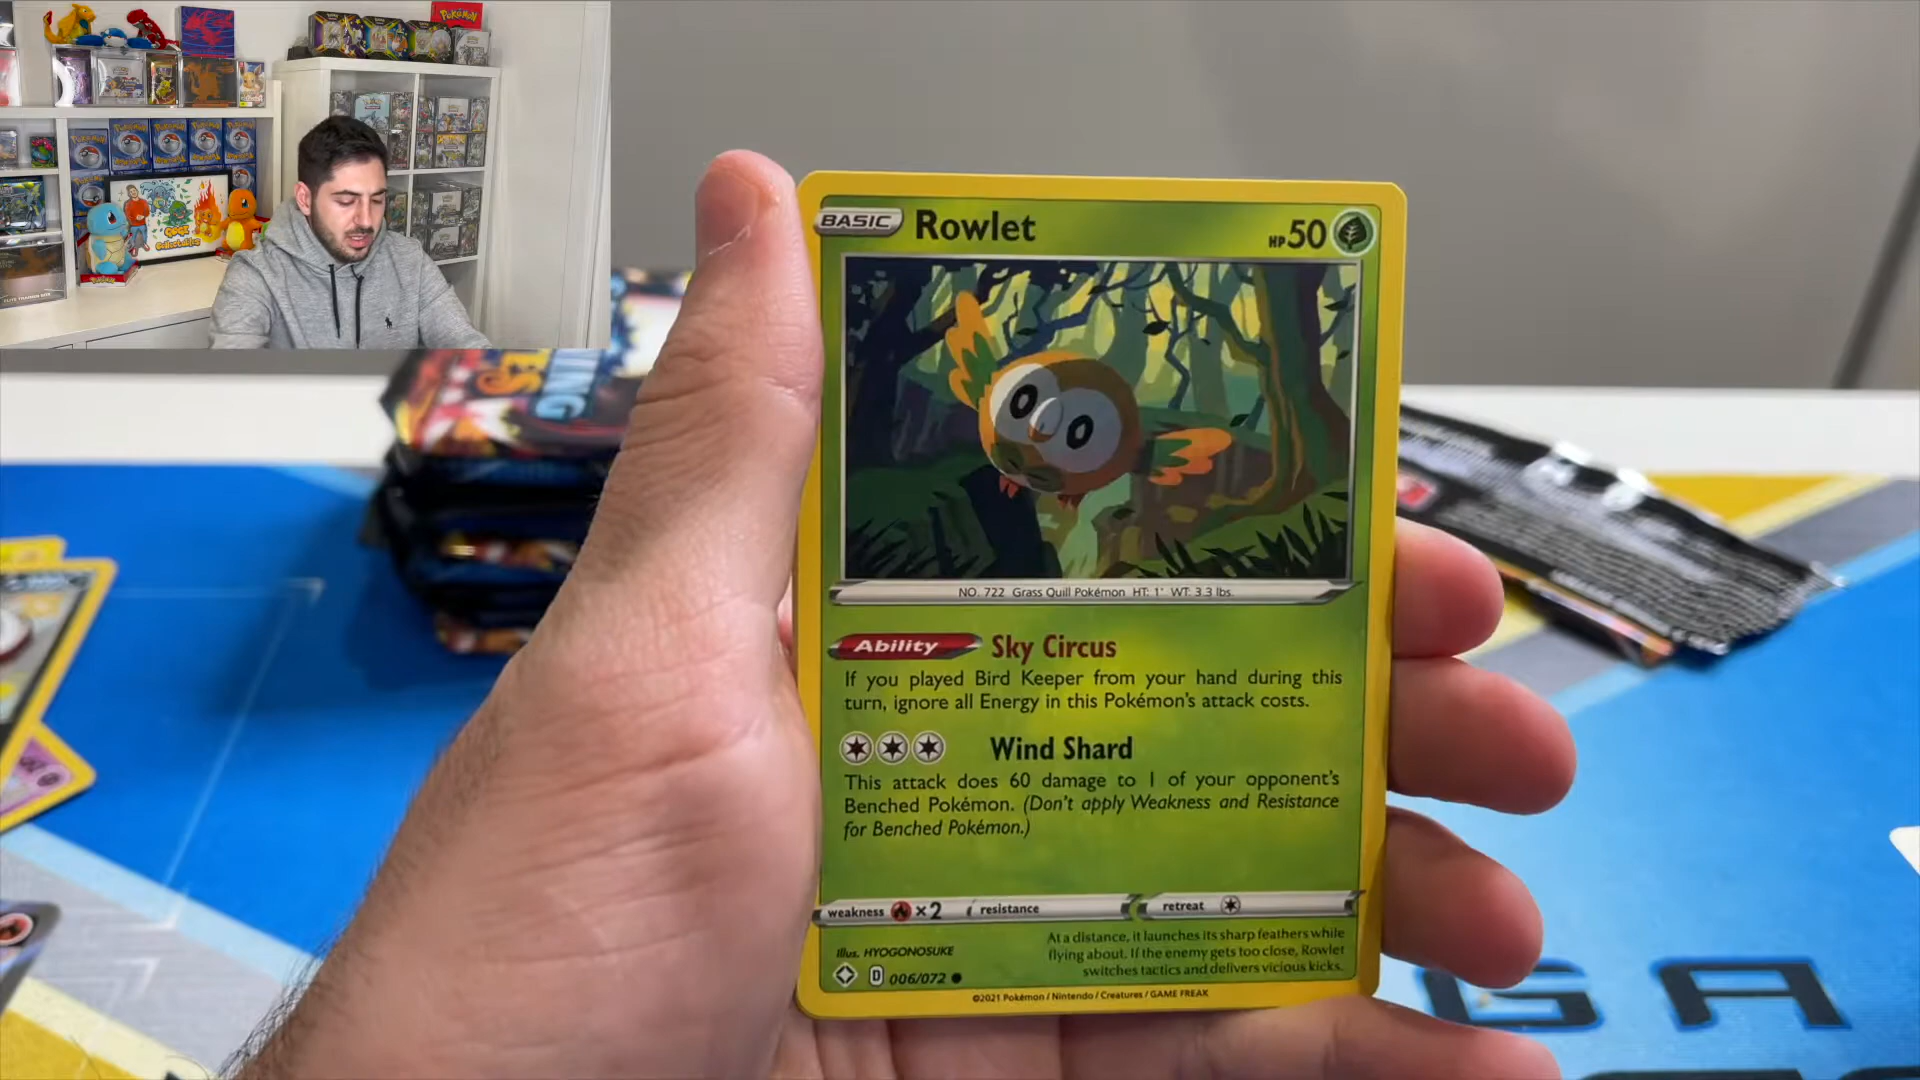 Pokémon
BASIC Rowlet HP 50
NO. 722 Grass Quill Pokémon HT: 1' WT: 3.3 lbs.
Ability Sky Circus
If you played Bird Keeper from your hand during this
turn, ignore all Energy in this Pokémon's attack costs.
Wind Shard
This attack does 60 damage to 1 of your opponent's
Benched Pokémon. (Don't apply Weakness and Resistance
for Benched Pokémon.)
weakness ×2 resistance retreat
At a distance, it launches its sharp feathers while
flying about. If the enemy gets too close, Rowlet
switches tactics and delivers vicious kicks.
Illus. HYOGONOSUKE
D 006/072
©2021 Pokémon / Nintendo / Creatures / GAME FREAK
GA